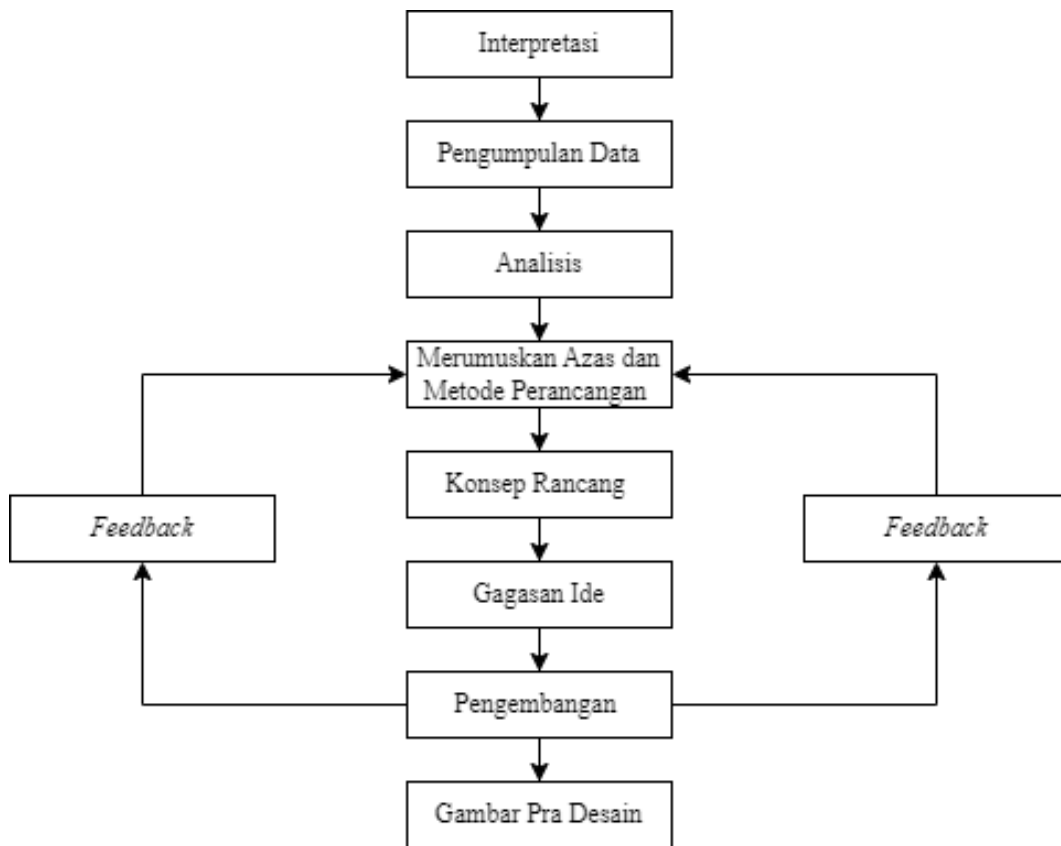 Interpretasi
Pengumpulan Data
Analisis
Merumuskan Azas dan
Metode Perancangan
Konsep Rancang
Feedback
Feedback
Gagasan Ide
Pengembangan
Gambar Pra Desain